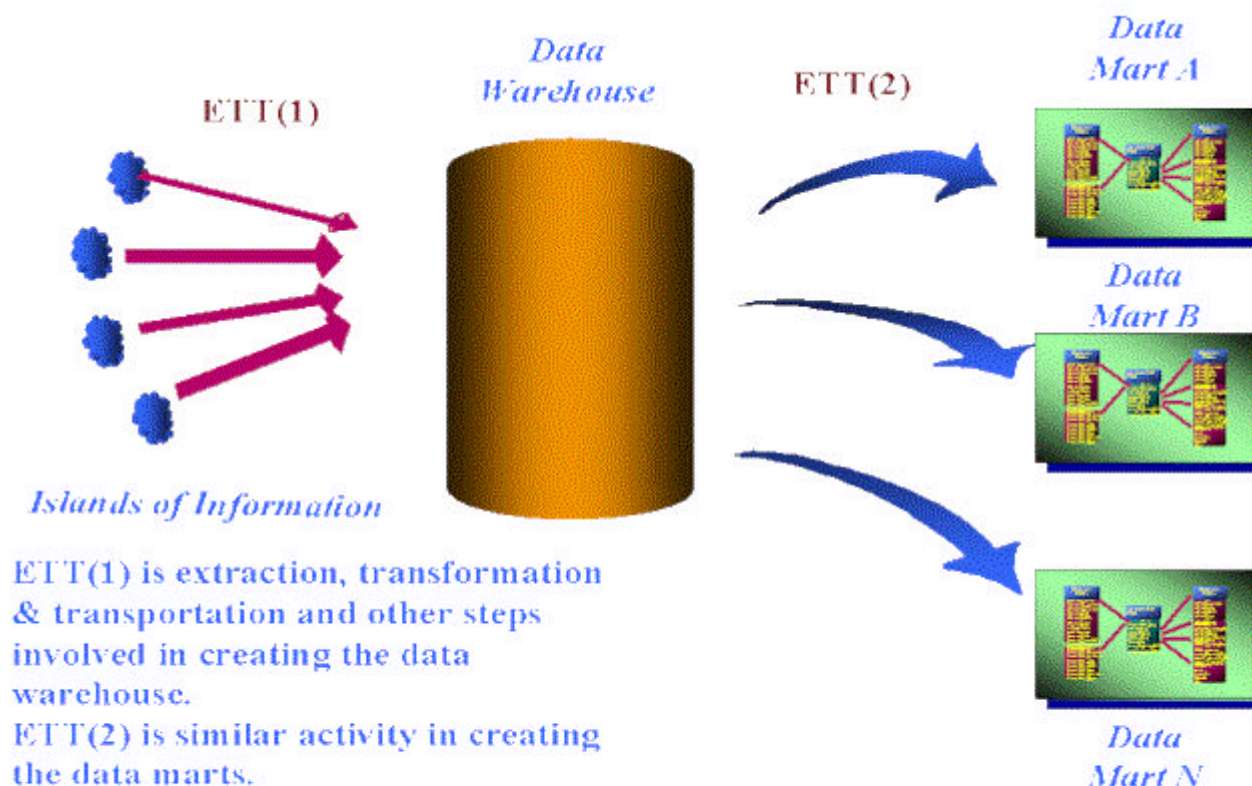 Data
Warehouse
ETT(1)
ETT(2)
Data
Mart A
Data
Mart B
Data
Mart N
Islands of Information
ETT(1) is extraction, transformation
& transportation and other steps
involved in creating the data
warehouse.
ETT(2) is similar activity in creating
the data marts.